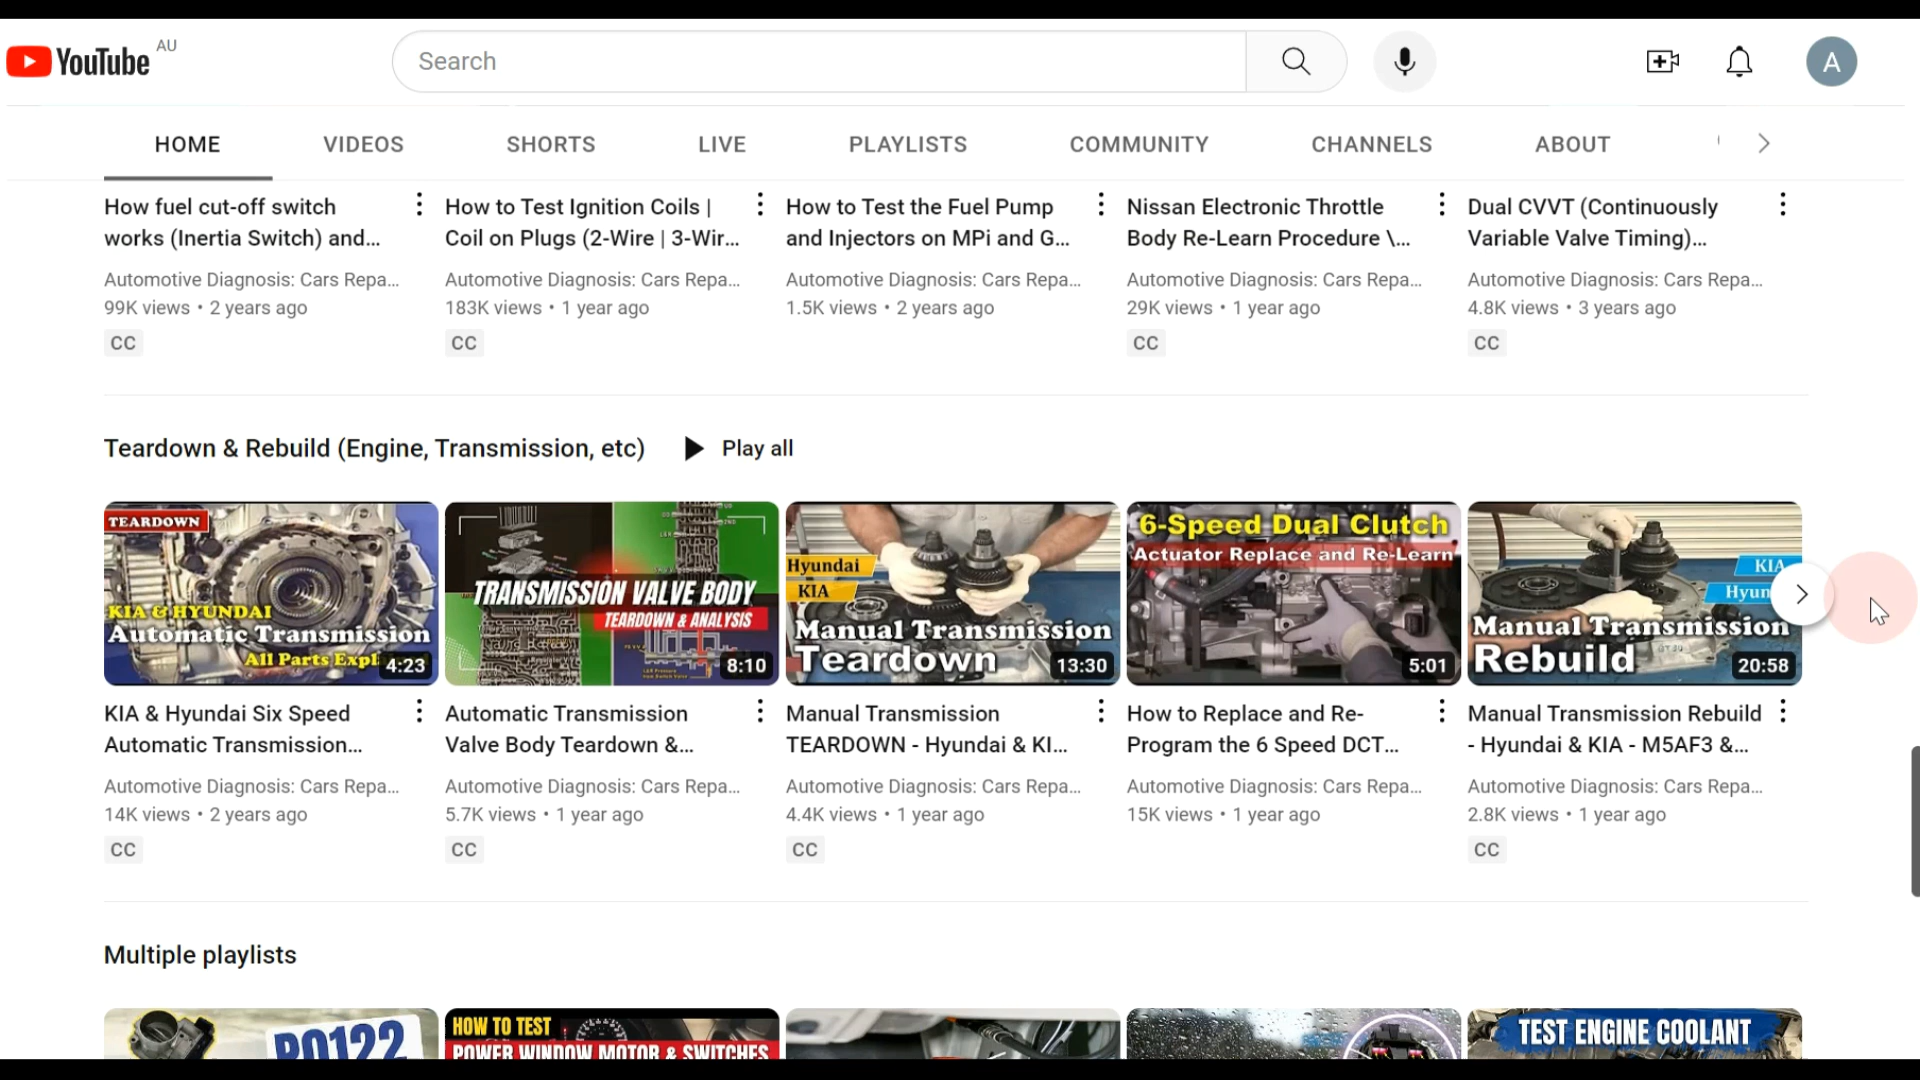 YouTube AU
Search
A
HOME VIDEOS SHORTS LIVE PLAYLISTS COMMUNITY CHANNELS ABOUT
How fuel cut-off switch
works (Inertia Switch) and...
Automotive Diagnosis: Cars Repa...
99K views • 2 years ago
CC
How to Test Ignition Coils |
Coil on Plugs (2-Wire | 3-Wir...
Automotive Diagnosis: Cars Repa...
183K views • 1 year ago
CC
How to Test the Fuel Pump
and Injectors on MPi and G...
Automotive Diagnosis: Cars Repa...
1.5K views • 2 years ago
Nissan Electronic Throttle
Body Re-Learn Procedure \...
Automotive Diagnosis: Cars Repa...
29K views • 1 year ago
CC
Dual CVVT (Continuously
Variable Valve Timing)...
Automotive Diagnosis: Cars Repa...
4.8K views • 3 years ago
CC
Teardown & Rebuild (Engine, Transmission, etc) Play all
TEARDOWN
KIA & HYUNDAI
Automatic Transmission
All Parts Expl
4:23
KIA & Hyundai Six Speed
Automatic Transmission...
Automotive Diagnosis: Cars Repa...
14K views • 2 years ago
CC
TRANSMISSION VALVE BODY
TEARDOWN & ANALYSIS
8:10
Automatic Transmission
Valve Body Teardown &...
Automotive Diagnosis: Cars Repa...
5.7K views • 1 year ago
CC
Hyundai
KIA
Manual Transmission
Teardown
13:30
Manual Transmission
TEARDOWN - Hyundai & KI...
Automotive Diagnosis: Cars Repa...
4.4K views • 1 year ago
CC
6-Speed Dual Clutch
Actuator Replace and Re-Learn
5:01
How to Replace and Re-
Program the 6 Speed DCT...
Automotive Diagnosis: Cars Repa...
15K views • 1 year ago
KIA
Hyun
Manual Transmission
Rebuild
20:58
Manual Transmission Rebuild
- Hyundai & KIA - M5AF3 &...
Automotive Diagnosis: Cars Repa...
2.8K views • 1 year ago
CC
Multiple playlists
P0122
HOW TO TEST
POWER WINDOW MOTOR & SWITCHES
TEST ENGINE COOLANT